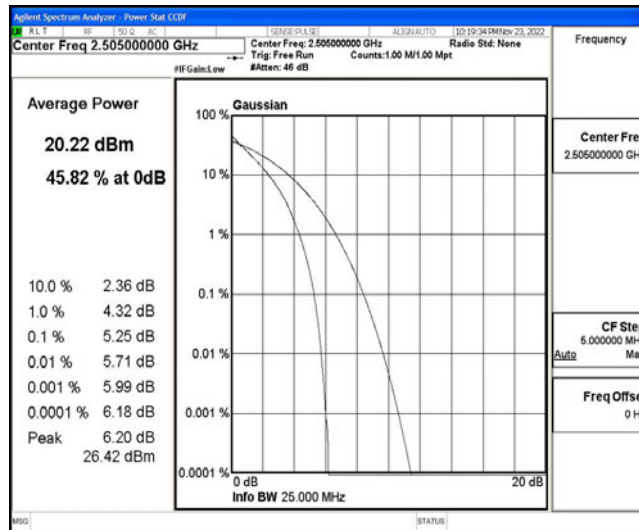 Agilent Spectrum Analyzer - Power Stat CCDF
R L T RF 50 Ω AC SENSE:PULSE ALIGN:AUTO 10:19:34 PM Nov 23, 2022
Center Freq 2.505000000 GHz
Center Freq: 2.505000000 GHz
Radio Std: None
Trig: Free Run Counts:1.00 M/1.00 Mpt
#IFGain:Low #Atten: 46 dB
Frequency
Average Power
20.22 dBm
45.82 % at 0dB
10.0 % 2.36 dB
1.0 % 4.32 dB
0.1 % 5.25 dB
0.01 % 5.71 dB
0.001 % 5.99 dB
0.0001 % 6.18 dB
Peak 6.20 dB
26.42 dBm
Gaussian
100 %
10 %
1 %
0.1 %
0.01 %
0.001 %
0.0001 %
0 dB 20 dB
Info BW 25.000 MHz
Center Fre
2.505000000 GH
CF Ste
5.000000 MH
Auto Ma
Freq Offse
0 H
MSG STATUS